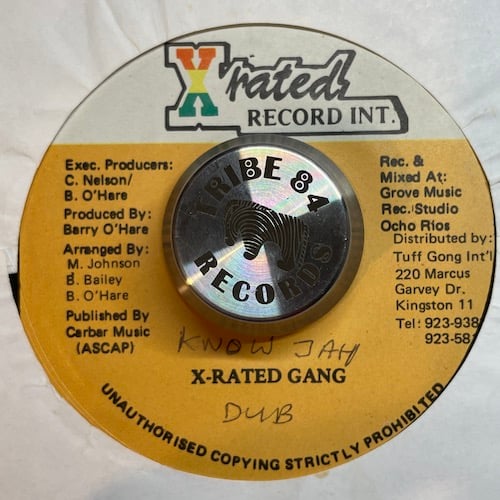 X rated
RECORD INT.
Exec. Producers:
C. Nelson/
B. O'Hare
Produced By:
Barry O'Hare
Arranged By:
M. Johnson
B. Bailey
B. O'Hare
Published By
Carbar Music
(ASCAP)
TRIBE 84
RECORDS
Rec. &
Mixed At:
Grove Music
Rec. Studio
Ocho Rios
Distributed by:
Tuff Gong Int'l
220 Marcus
Garvey Dr.
Kingston 11
Tel: 923-938
923-581
KNOW JAH
X-RATED GANG
DUB
UNAUTHORISED COPYING STRICTLY PROHIBITED